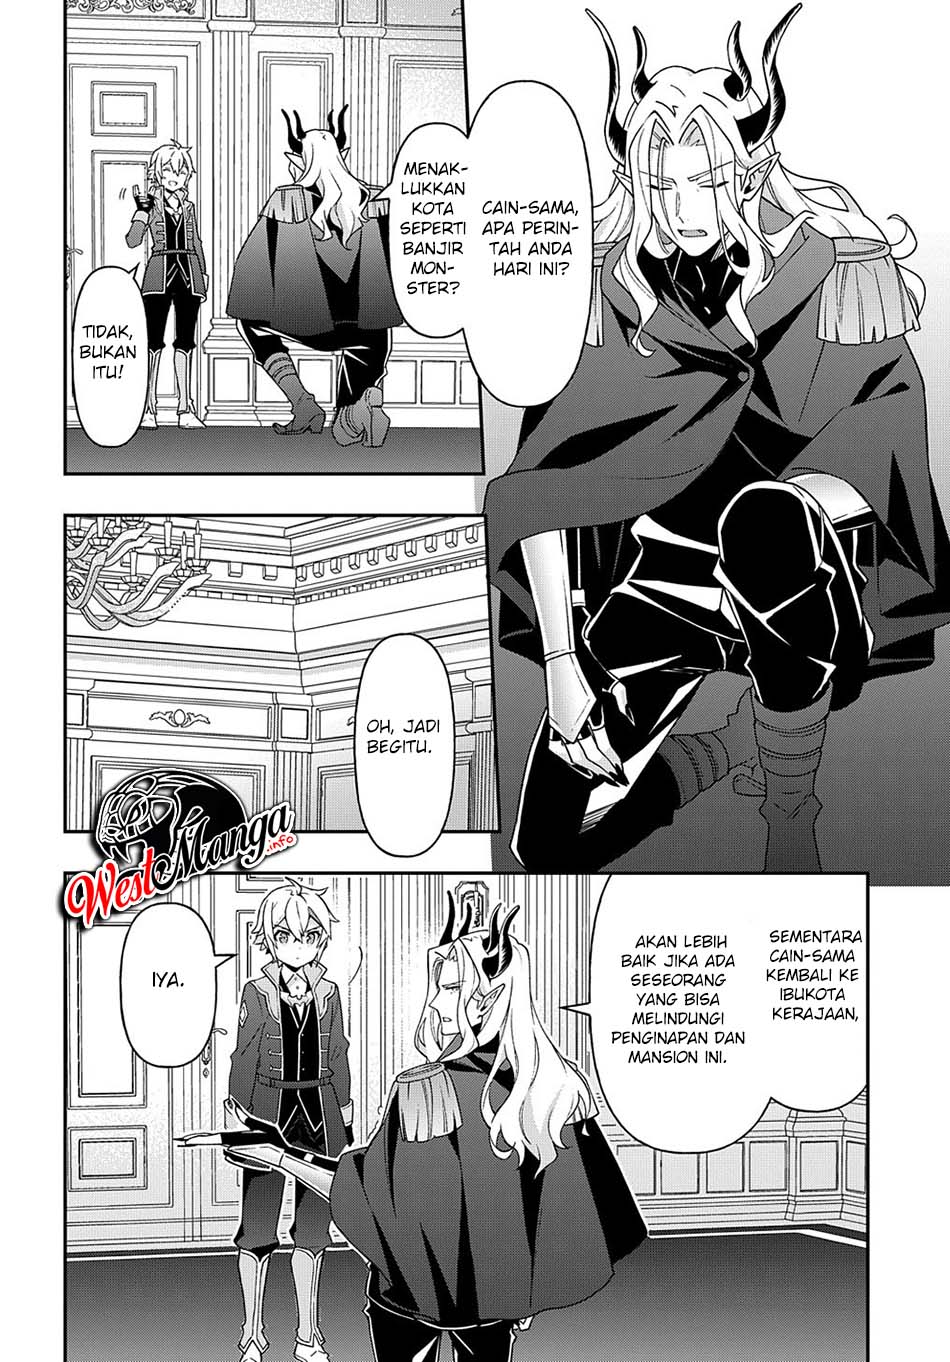 CAIN-SAMA,
APA PERIN-
TAH ANDA
HARI INI?
MENAK-
LUKKAN
KOTA
SEPERTI
BANJIR
MON-
STER?
TIDAK,
BUKAN
ITU!
OH, JADI
BEGITU.
WESTMANGA
.info
SEMENTARA
CAIN-SAMA
KEMBALI KE
IBUKOTA
KERAJAAN,
AKAN LEBIH
BAIK JIKA ADA
SESEORANG
YANG BISA
MELINDUNGI
PENGINAPAN DAN
MANSION INI.
IYA.